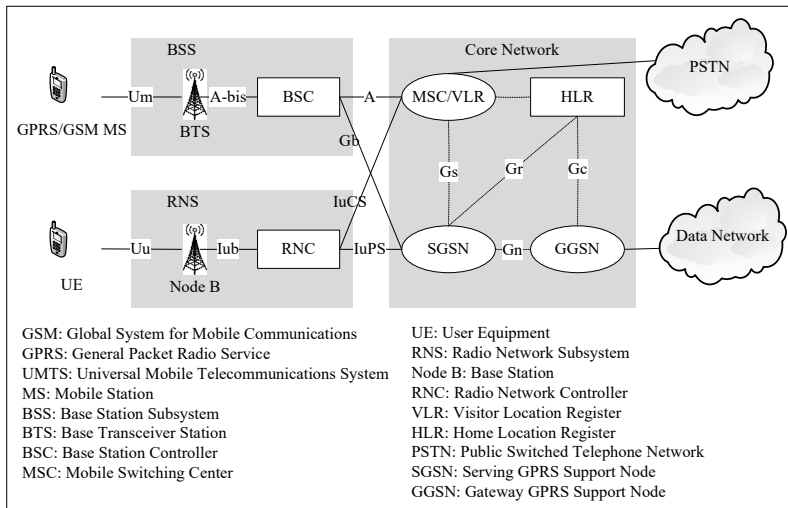 BSS
Core Network
PSTN
Um
A-bis
BSC
A
MSC/VLR
HLR
BTS
GPRS/GSM MS
Gb
Gs
Gr
Gc
RNS
IuCS
Uu
Iub
RNC
IuPS
SGSN
Gn
GGSN
Data Network
UE
Node B
GSM: Global System for Mobile Communications
GPRS: General Packet Radio Service
UMTS: Universal Mobile Telecommunications System
MS: Mobile Station
BSS: Base Station Subsystem
BTS: Base Transceiver Station
BSC: Base Station Controller
MSC: Mobile Switching Center
UE: User Equipment
RNS: Radio Network Subsystem
Node B: Base Station
RNC: Radio Network Controller
VLR: Visitor Location Register
HLR: Home Location Register
PSTN: Public Switched Telephone Network
SGSN: Serving GPRS Support Node
GGSN: Gateway GPRS Support Node